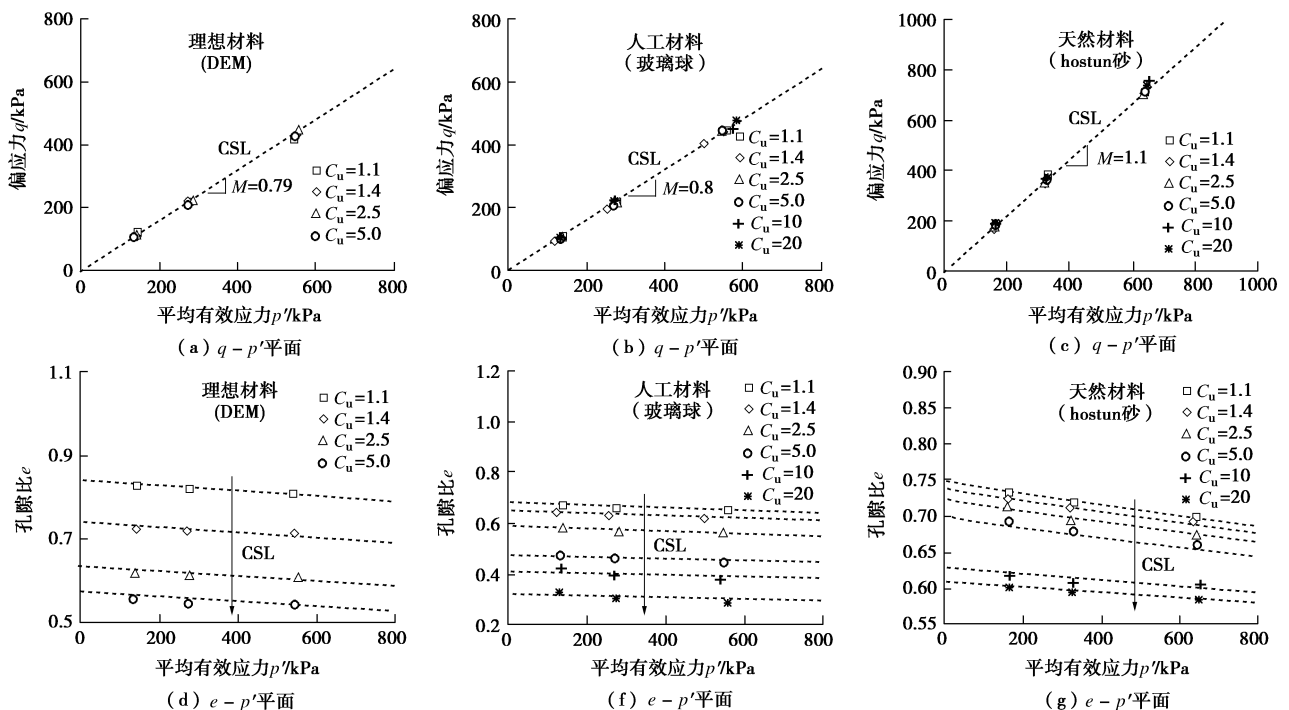 800
600
400
200
0
0
200
400
600
800
偏应力q/kPa
理想材料
(DEM)
CSL
M=0.79
Cu=1.1
Cu=1.4
Cu=2.5
Cu=5.0
平均有效应力p′/kPa
(a) q－p′平面
800
600
400
200
0
0
200
400
600
800
偏应力q/kPa
人工材料
(玻璃球)
CSL
M=0.8
Cu=1.1
Cu=1.4
Cu=2.5
Cu=5.0
Cu=10
Cu=20
平均有效应力p′/kPa
(b) q－p′平面
1000
800
600
400
200
0
0
200
400
600
800
1000
偏应力q/kPa
天然材料
(hostun砂)
CSL
M=1.1
Cu=1.1
Cu=1.4
Cu=2.5
Cu=5.0
Cu=10
Cu=20
平均有效应力p′/kPa
(c) q－p′平面
1.1
0.9
0.7
0.5
0
200
400
600
800
孔隙比e
理想材料
(DEM)
Cu=1.1
Cu=1.4
Cu=2.5
Cu=5.0
CSL
平均有效应力p′/kPa
(d) e－p′平面
1.2
1.0
0.8
0.6
0.4
0.2
0
200
400
600
800
孔隙比e
人工材料
(玻璃球)
Cu=1.1
Cu=1.4
Cu=2.5
Cu=5.0
Cu=10
Cu=20
CSL
平均有效应力p′/kPa
(f) e－p′平面
0.90
0.85
0.80
0.75
0.70
0.65
0.60
0.55
0
200
400
600
800
孔隙比e
天然材料
(hostun砂)
Cu=1.1
Cu=1.4
Cu=2.5
Cu=5.0
Cu=10
Cu=20
CSL
平均有效应力p′/kPa
(g) e－p′平面